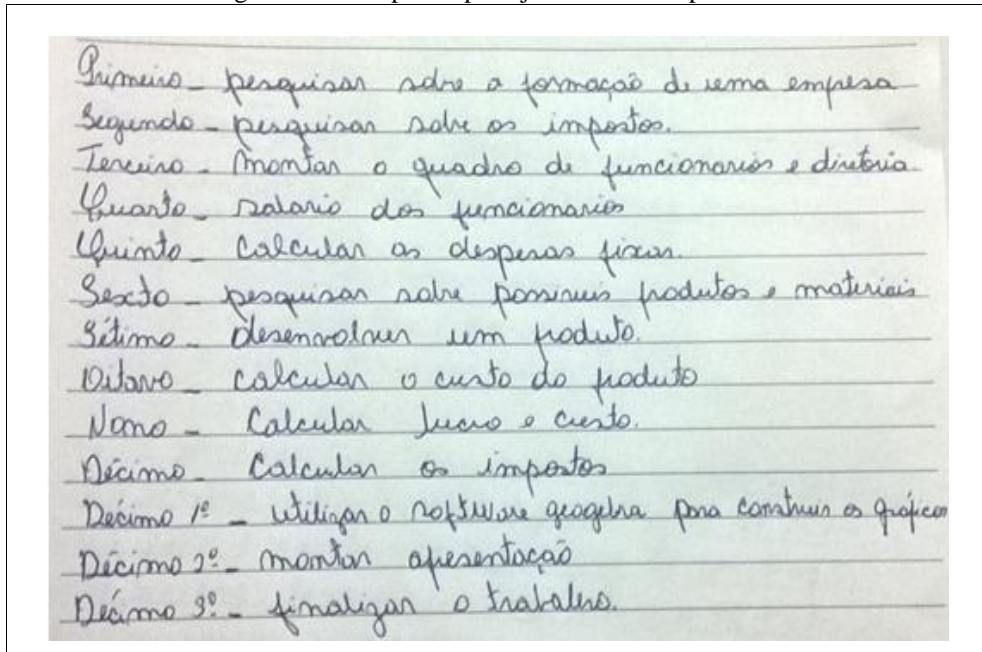 Primeiro - pesquisar sobre a formação de uma empresa
Segundo - pesquisar sobre os impostos.
Terceiro - Montar o quadro de funcionarios e diretoria.
Quarto - salario dos funcionarios
Quinto - Calcular as despesas fixas.
Sexto - pesquisar sobre possiveis produtos e materiais
Sétimo - desenvolver um produto.
Oitavo - calcular o custo do produto
Nono - Calcular lucro e custo.
Décimo - Calcular os impostos
Décimo 1º - utilizar o software geogebra para construir os gráficos
Décimo 2º - montar apresentação
Décimo 3º - finalizar o trabalho.